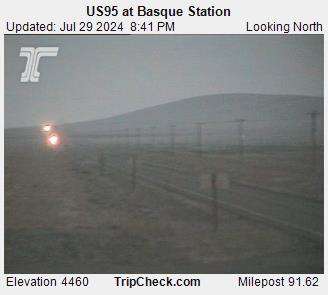 US95 at Basque Station
Updated: Jul 29 2024 8:41 PM Looking North
Elevation 4460 TripCheck.com Milepost 91.62